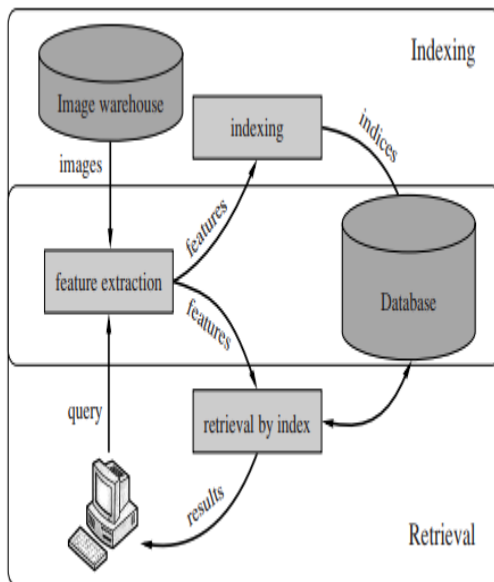 Indexing
Image warehouse
indexing
indices
images
features
feature extraction
Database
features
query
retrieval by index
results
Retrieval